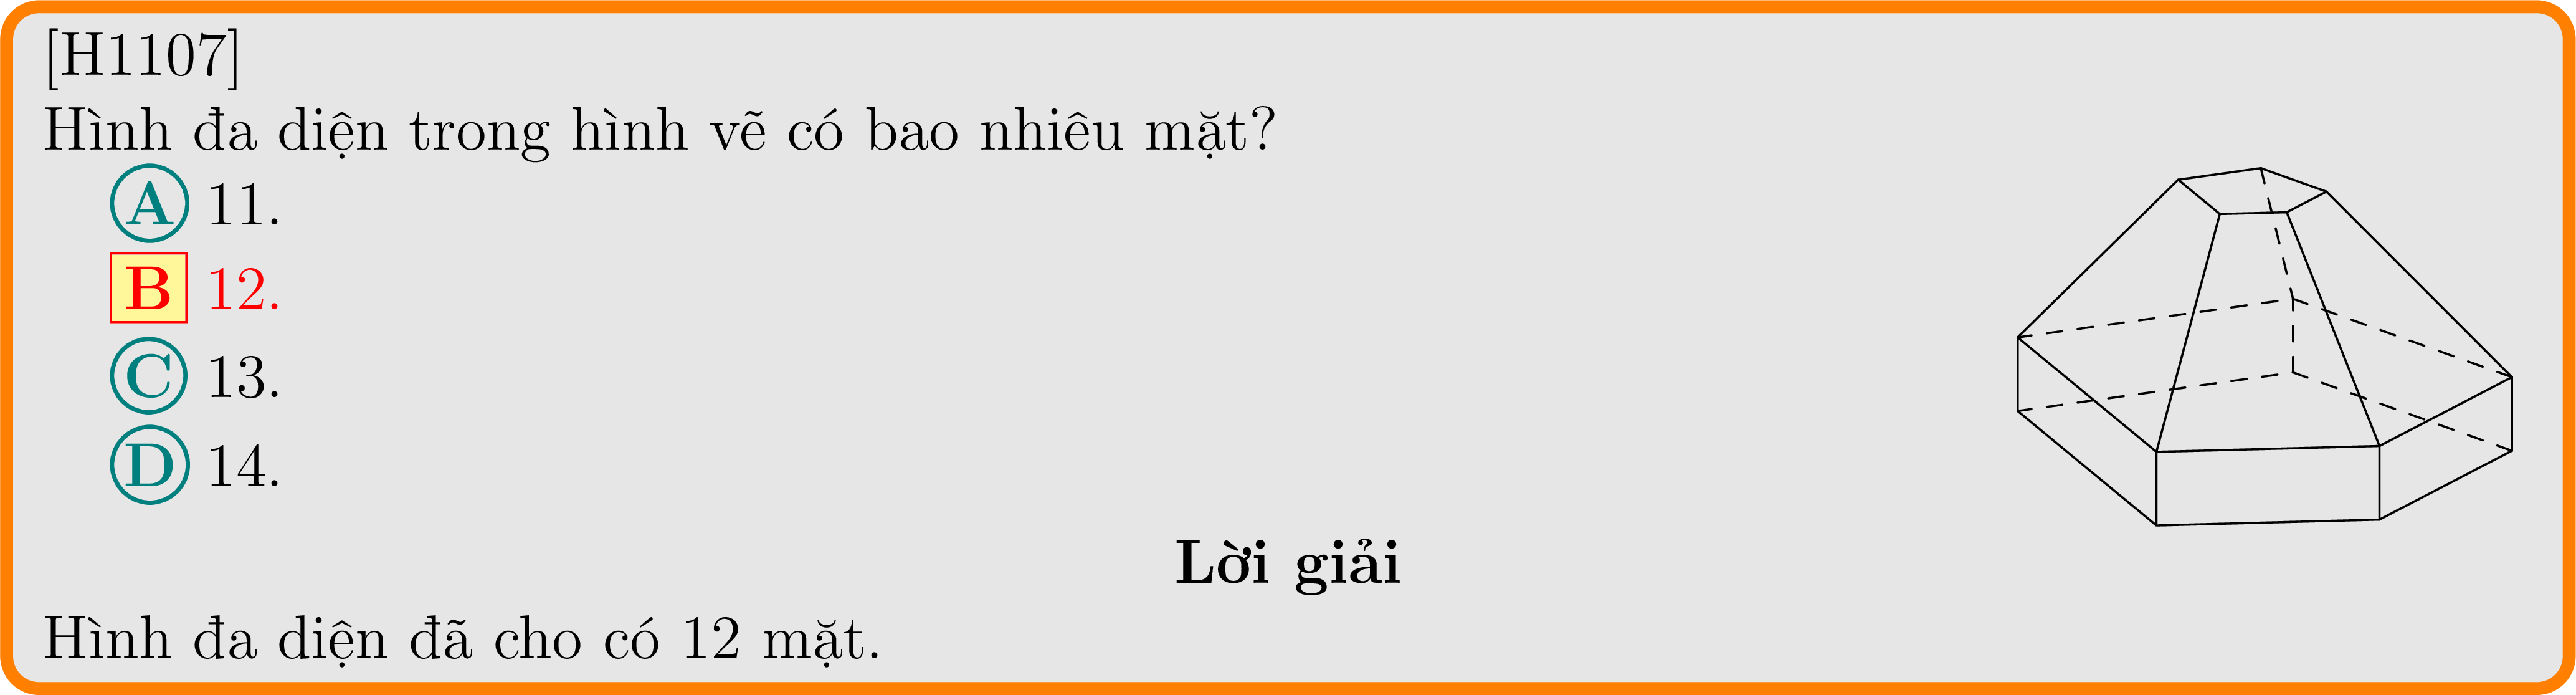 [H1107]
Hình đa diện trong hình vẽ có bao nhiêu mặt?
A 11.
B 12.
C 13.
D 14.
Lời giải
Hình đa diện đã cho có 12 mặt.